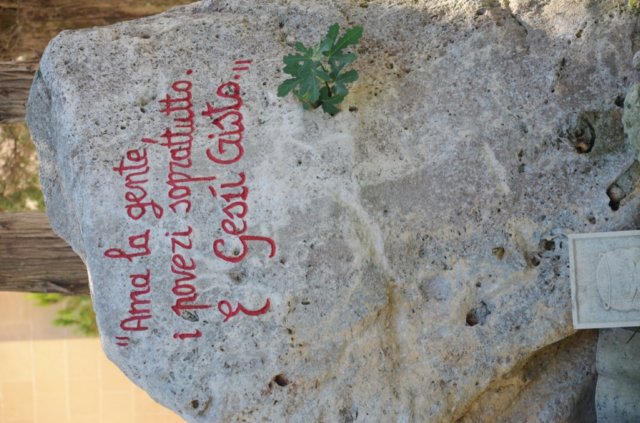 "Ama la gente,
i poveri soprattutto.
E Gesù Cristo."